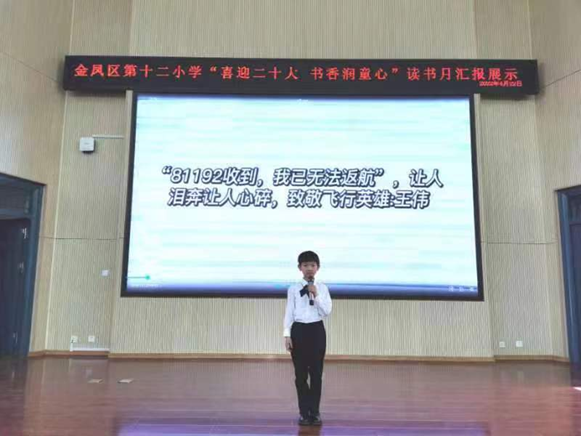 金凤区第十二小学“喜迎二十大 书香润童心”读书月汇报展示
“81192收到，我已无法返航”，让人
泪奔让人心碎，致敬飞行英雄:王伟